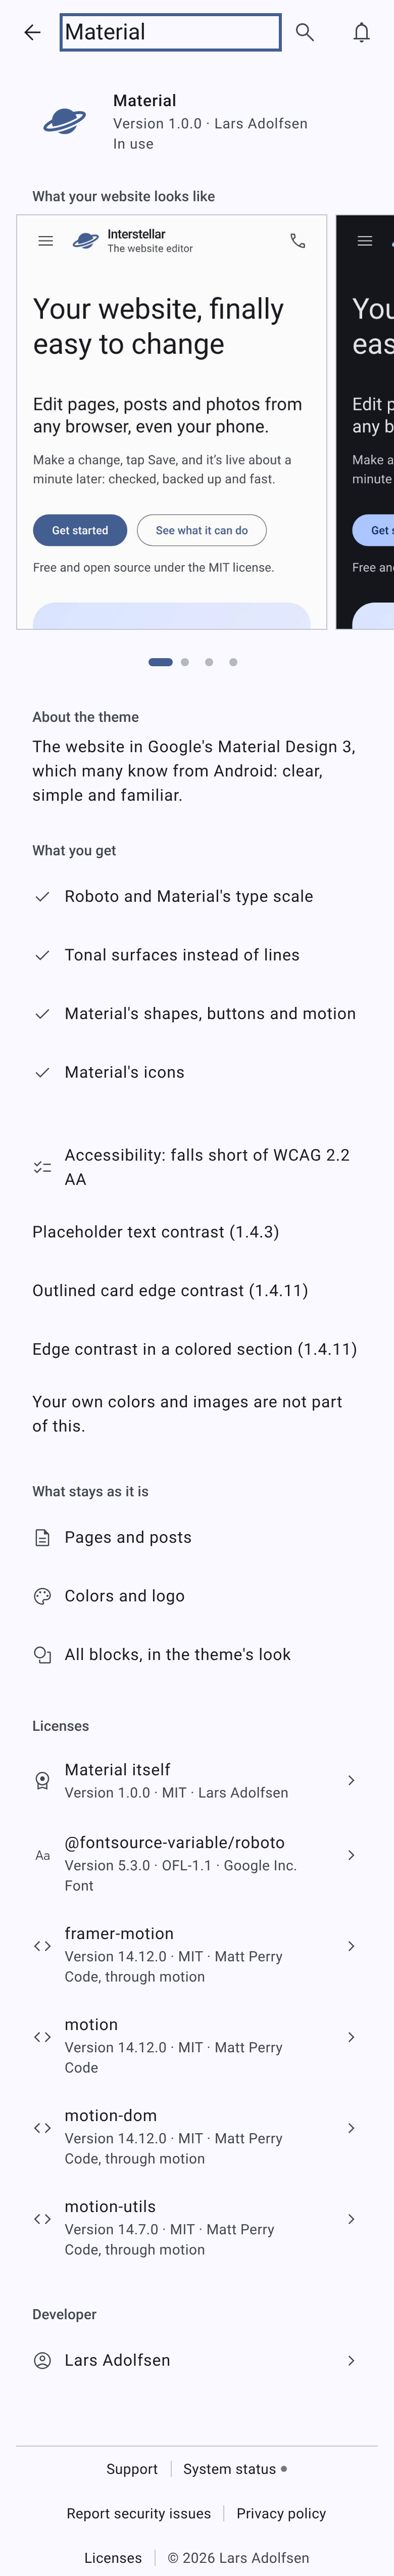 Material
Material
Version 1.0.0 · Lars Adolfsen
In use
What your website looks like
Interstellar
The website editor
Your website, finally
easy to change
Edit pages, posts and photos from
any browser, even your phone.
Make a change, tap Save, and it's live about a
minute later: checked, backed up and fast.
Get started
See what it can do
Free and open source under the MIT license.
About the theme
The website in Google's Material Design 3,
which many know from Android: clear,
simple and familiar.
What you get
Roboto and Material's type scale
Tonal surfaces instead of lines
Material's shapes, buttons and motion
Material's icons
Accessibility: falls short of WCAG 2.2
AA
Placeholder text contrast (1.4.3)
Outlined card edge contrast (1.4.11)
Edge contrast in a colored section (1.4.11)
Your own colors and images are not part
of this.
What stays as it is
Pages and posts
Colors and logo
All blocks, in the theme's look
Licenses
Material itself
Version 1.0.0 · MIT · Lars Adolfsen
Aa
@fontsource-variable/roboto
Version 5.3.0 · OFL-1.1 · Google Inc.
Font
framer-motion
Version 14.12.0 · MIT · Matt Perry
Code, through motion
motion
Version 14.12.0 · MIT · Matt Perry
Code
motion-dom
Version 14.12.0 · MIT · Matt Perry
Code, through motion
motion-utils
Version 14.7.0 · MIT · Matt Perry
Code, through motion
Developer
Lars Adolfsen
Support
System status
Report security issues
Privacy policy
Licenses
© 2026 Lars Adolfsen